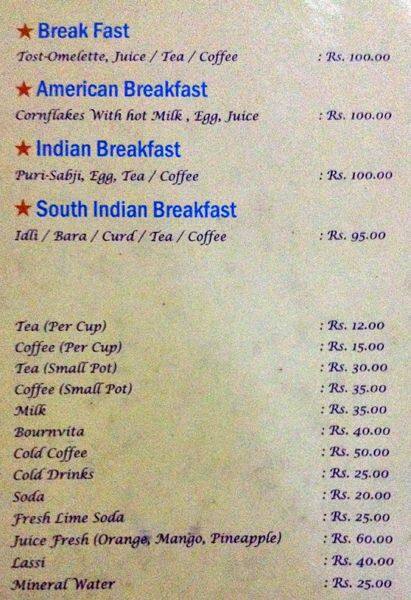 ★ Break Fast
Tost-Omelette, Juice / Tea / Coffee : Rs. 100.00
★ American Breakfast
Cornflakes With hot Milk , Egg, Juice : Rs. 100.00
★ Indian Breakfast
Puri-Sabji, Egg, Tea / Coffee : Rs. 100.00
★ South Indian Breakfast
Idli / Bara / Curd / Tea / Coffee : Rs. 95.00
Tea (Per Cup) : Rs. 12.00
Coffee (Per Cup) : Rs. 15.00
Tea (Small Pot) : Rs. 30.00
Coffee (Small Pot) : Rs. 35.00
Milk : Rs. 35.00
Bournvita : Rs. 40.00
Cold Coffee : Rs. 50.00
Cold Drinks : Rs. 25.00
Soda : Rs. 20.00
Fresh Lime Soda : Rs. 25.00
Juice Fresh (Orange, Mango, Pineapple) : Rs. 60.00
Lassi : Rs. 40.00
Mineral Water : Rs. 25.00